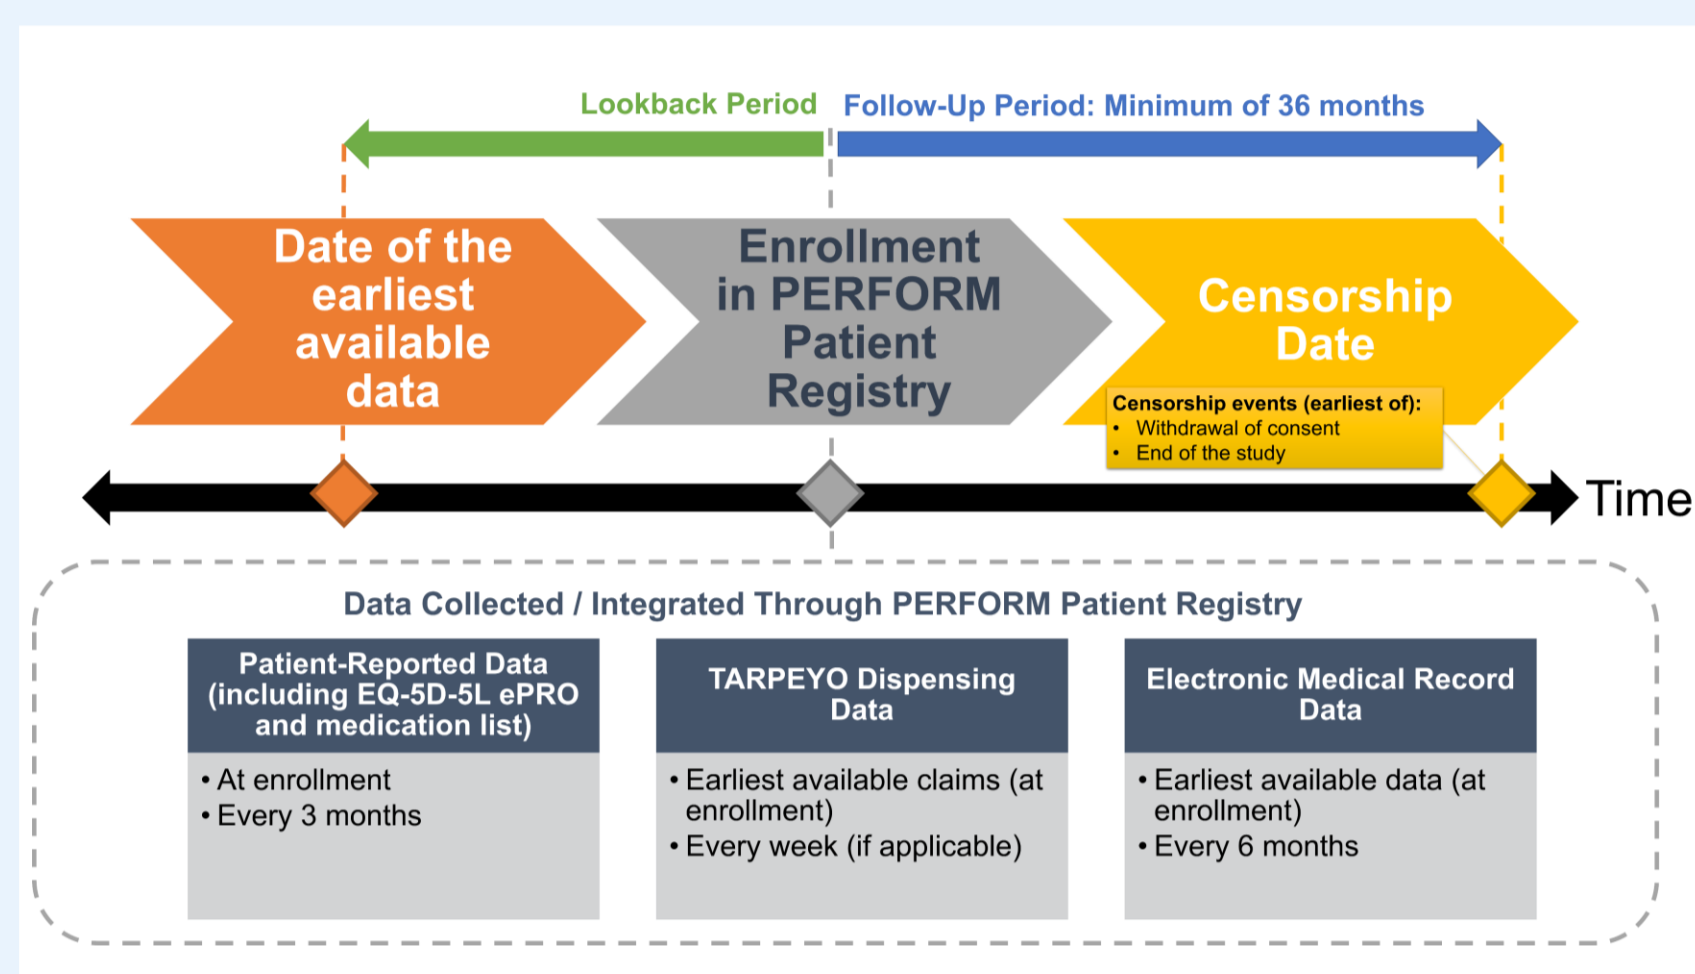 Lookback Period
Follow-Up Period: Minimum of 36 months
Date of the
earliest
available
data
Enrollment
in PERFORM
Patient
Registry
Censorship
Date
Censorship events (earliest of):
• Withdrawal of consent
• End of the study
Time
Data Collected / Integrated Through PERFORM Patient Registry
Patient-Reported Data
(including EQ-5D-5L ePRO
and medication list)
• At enrollment
• Every 3 months
TARPEYO Dispensing
Data
• Earliest available claims (at
enrollment)
• Every week (if applicable)
Electronic Medical Record
Data
• Earliest available data (at
enrollment)
• Every 6 months